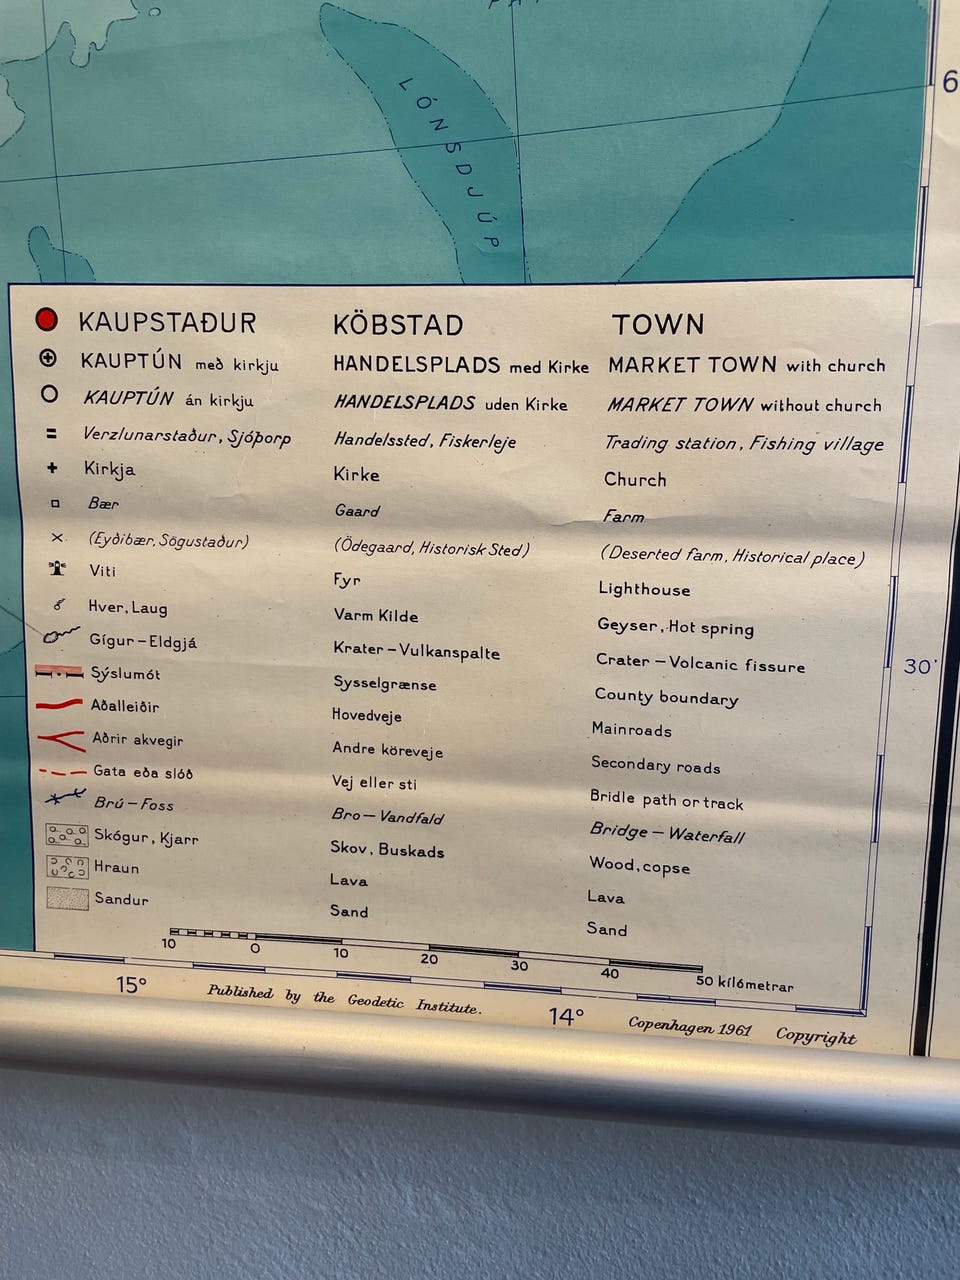 LÓNSDJÚP
6
KAUPSTAÐUR KÖBSTAD TOWN
KAUPTÚN með kirkju HANDELSPLADS med Kirke MARKET TOWN with church
KAUPTÚN án kirkju HANDELSPLADS uden Kirke MARKET TOWN without church
Verzlunarstaður, Sjóþorp Handelssted, Fiskerleje Trading station, Fishing village
Kirkja Kirke Church
Bær Gaard Farm
(Eyðibær, Sögustaður) (Ödegaard, Historisk Sted) (Deserted farm, Historical place)
Viti Fyr Lighthouse
Hver, Laug Varm Kilde Geyser, Hot spring
Gígur – Eldgjá Krater – Vulkanspalte Crater – Volcanic fissure
Sýslumót Sysselgrænse County boundary
Aðalleiðir Hovedveje Mainroads
Aðrir akvegir Andre köreveje Secondary roads
Gata eða slóð Vej eller sti Bridle path or track
Brú – Foss Bro – Vandfald Bridge – Waterfall
Skógur, Kjarr Skov, Buskads Wood, copse
Hraun Lava Lava
Sandur Sand Sand
30'
10 0 10 20 30 40 50 kílómetrar
15° 14°
Published by the Geodetic Institute. Copenhagen 1961 Copyright